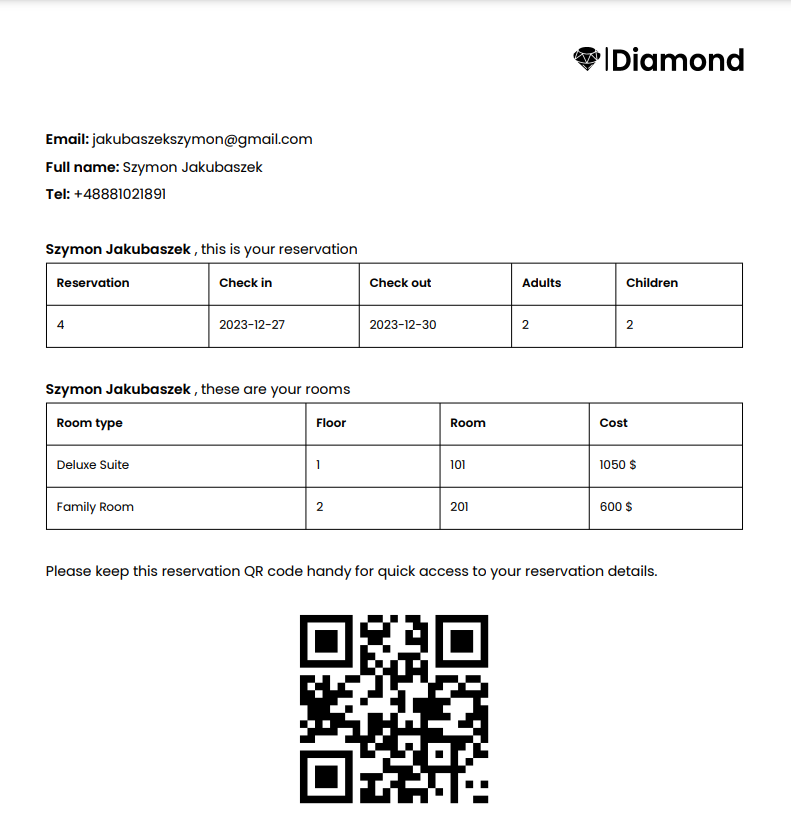 Diamond
Email: jakubaszekszymon@gmail.com
Full name: Szymon Jakubaszek
Tel: +48881021891
Szymon Jakubaszek , this is your reservation
Reservation Check in Check out Adults Children
4 2023-12-27 2023-12-30 2 2
Szymon Jakubaszek , these are your rooms
Room type Floor Room Cost
Deluxe Suite 1 101 1050 $
Family Room 2 201 600 $
Please keep this reservation QR code handy for quick access to your reservation details.